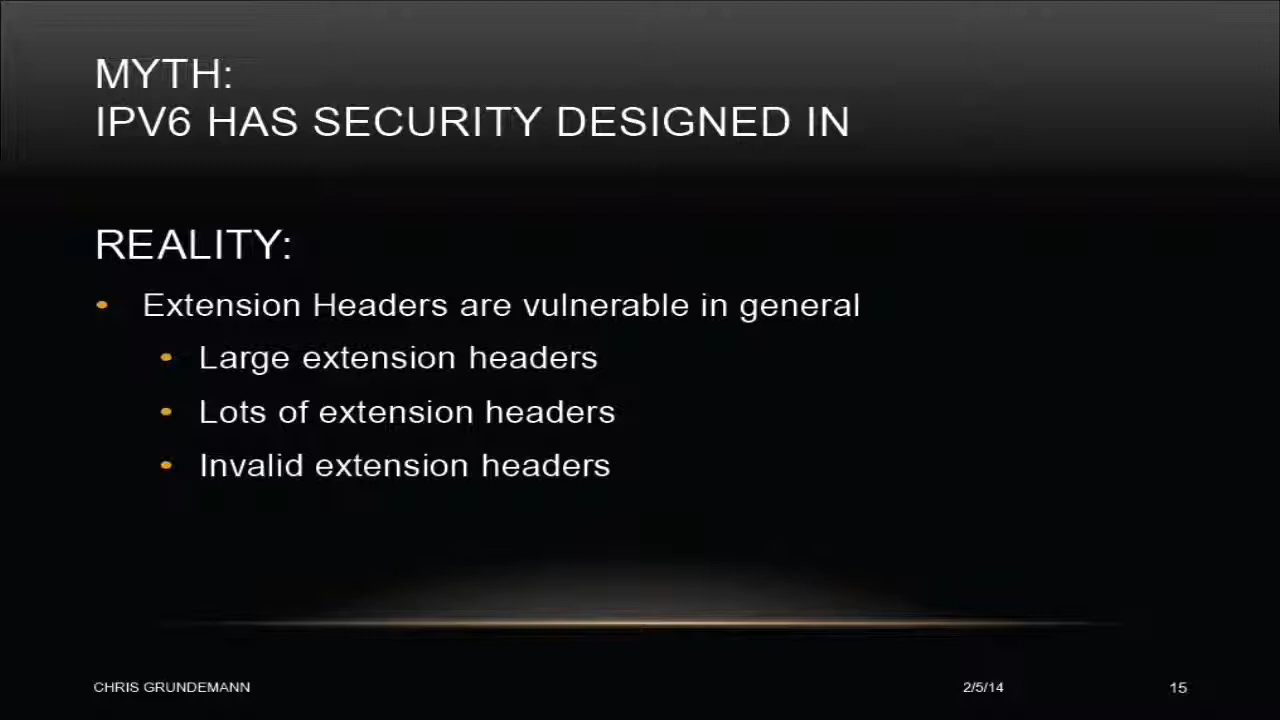 MYTH:
IPV6 HAS SECURITY DESIGNED IN
REALITY:
• Extension Headers are vulnerable in general
• Large extension headers
• Lots of extension headers
• Invalid extension headers
CHRIS GRUNDEMANN 2/5/14 15